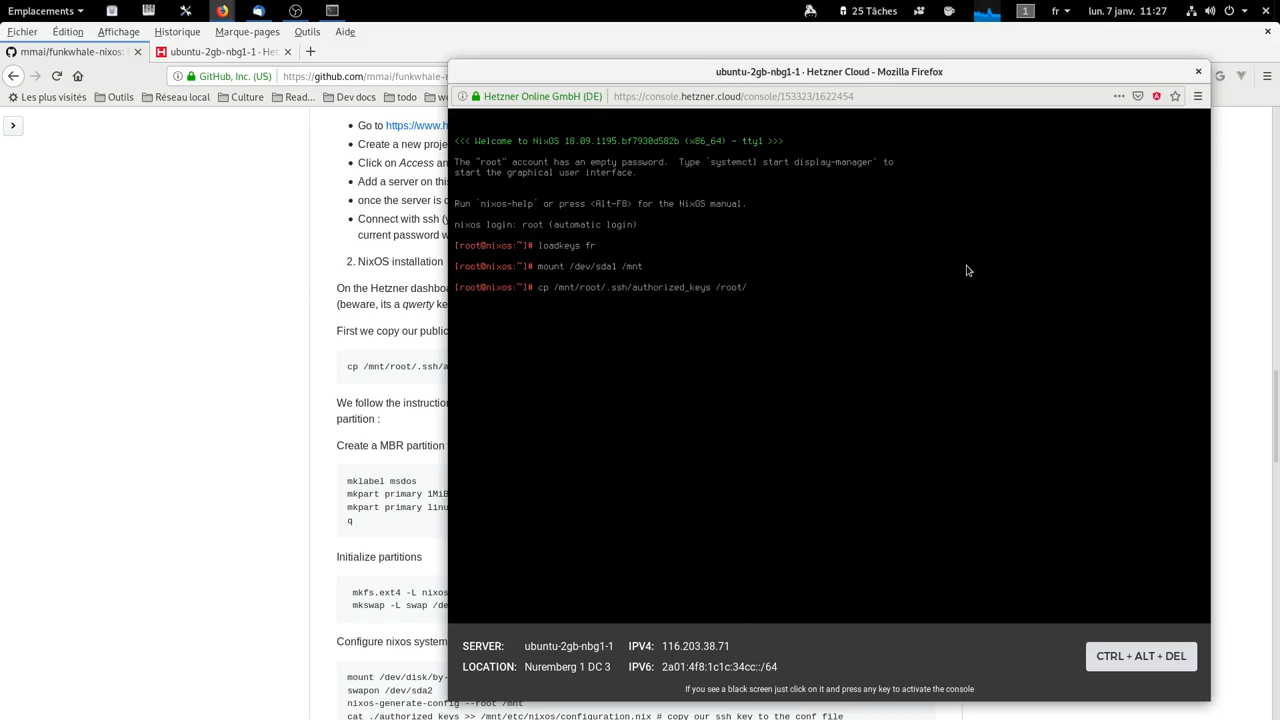 Emplacements
25 Tâches
1
fr
lun. 7 janv. 11:27
Fichier Édition Affichage Historique Marque-pages Outils Aide
mmai/funkwhale-nixos:
ubuntu-2gb-nbg1-1 · Het
GitHub, Inc. (US)
https://github.com/mmai/funkwhale-n
Les plus visités Outils Réseau local Culture Read... Dev docs todo
Go to https://www.h
Create a new proje
Click on Access an
Add a server on this
once the server is c
Connect with ssh (y
current password w
2. NixOS installation
On the Hetzner dashboa
(beware, its a qwerty ke
First we copy our public
cp /mnt/root/.ssh/a
We follow the instruction
partition :
Create a MBR partition
mklabel msdos
mkpart primary 1MiB
mkpart primary linu
q
Initialize partitions
mkfs.ext4 -L nixos
mkswap -L swap /de
Configure nixos system
mount /dev/disk/by-
swapon /dev/sda2
nixos-generate-config --root /mnt
cat ./authorized_keys >> /mnt/etc/nixos/configuration.nix # copy our ssh key to the conf file
ubuntu-2gb-nbg1-1 · Hetzner Cloud - Mozilla Firefox
Hetzner Online GmbH (DE)
https://console.hetzner.cloud/console/153323/1622454
<<< Welcome to NixOS 18.09.1195.bf7930d582b (x86_64) - tty1 >>>
The "root" account has an empty password.  Type `systemctl start display-manager' to
start the graphical user interface.
Run `nixos-help` or press <Alt-F8> for the NixOS manual.
nixos login: root (automatic login)
[root@nixos:~]# loadkeys fr
[root@nixos:~]# mount /dev/sda1 /mnt
[root@nixos:~]# cp /mnt/root/.ssh/authorized_keys /root/
SERVER: ubuntu-2gb-nbg1-1 IPV4: 116.203.38.71
LOCATION: Nuremberg 1 DC 3 IPV6: 2a01:4f8:1c1c:34cc::/64
CTRL + ALT + DEL
If you see a black screen just click on it and press any key to activate the console